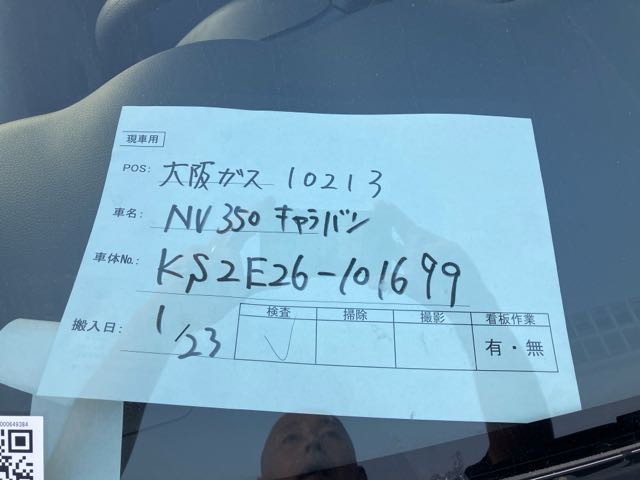 現車用
POS: 大阪ガス 10213
車名: NV350 キャラバン
車体No.: KS2E26-101699
搬入日: 1/23
検査 掃除 撮影 看板作業
有・無
000649384